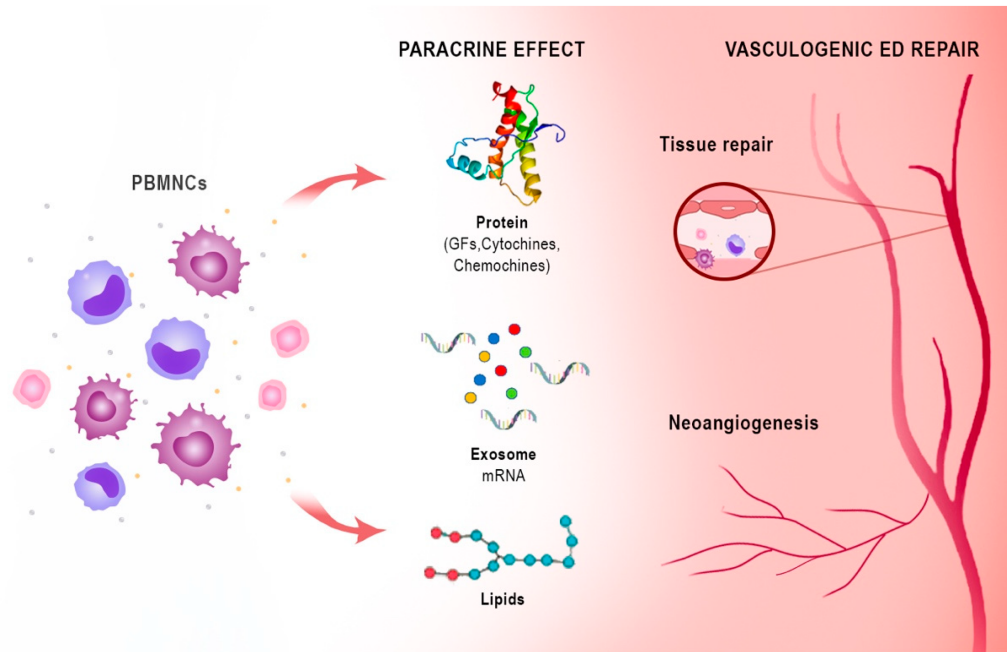 PARACRINE EFFECT
VASCULOGENIC ED REPAIR
PBMNCs
Protein
(GFs,Cytochines,
Chemochines)
Exosome
mRNA
Lipids
Tissue repair
Neoangiogenesis